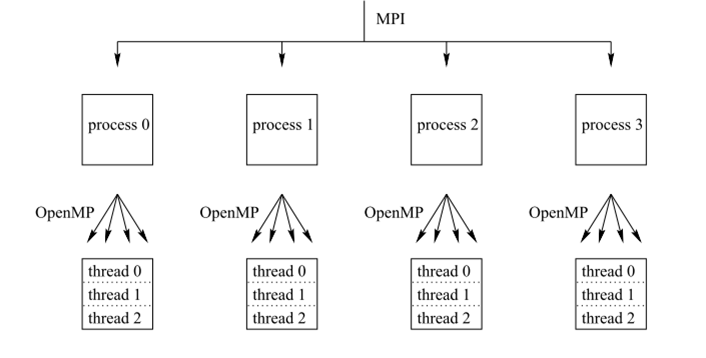 MPI
process 0
process 1
process 2
process 3
OpenMP
OpenMP
OpenMP
OpenMP
thread 0
thread 1
thread 2
thread 0
thread 1
thread 2
thread 0
thread 1
thread 2
thread 0
thread 1
thread 2